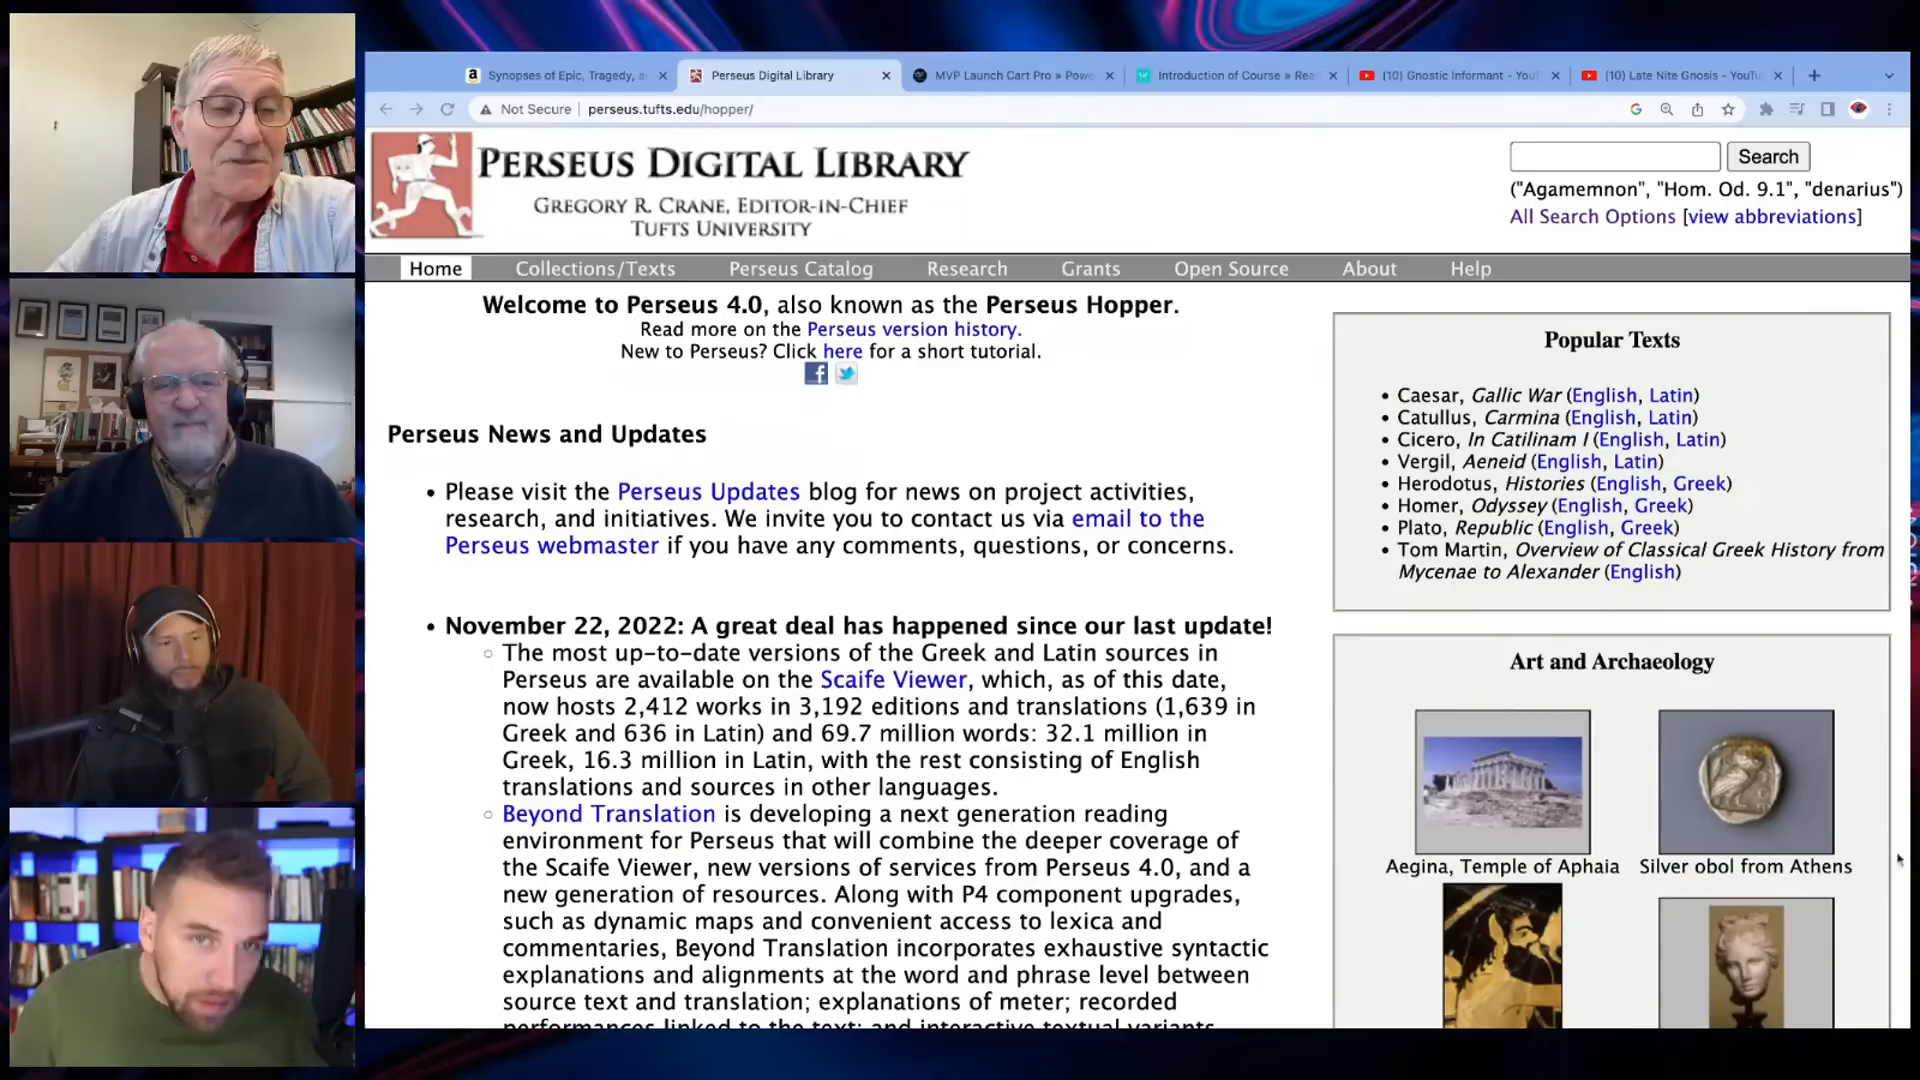 Synopses of Epic, Tragedy, a
Perseus Digital Library
MVP Launch Cart Pro » Powe
Introduction of Course » Rea
(10) Gnostic Informant - You
(10) Late Nite Gnosis - YouTu
Not Secure
perseus.tufts.edu/hopper/
PERSEUS DIGITAL LIBRARY
GREGORY R. CRANE, EDITOR-IN-CHIEF
TUFTS UNIVERSITY
Search
("Agamemnon", "Hom. Od. 9.1", "denarius")
All Search Options [view abbreviations]
Home Collections/Texts Perseus Catalog Research Grants Open Source About Help
Welcome to Perseus 4.0, also known as the Perseus Hopper.
Read more on the Perseus version history.
New to Perseus? Click here for a short tutorial.
Perseus News and Updates
• Please visit the Perseus Updates blog for news on project activities,
research, and initiatives. We invite you to contact us via email to the
Perseus webmaster if you have any comments, questions, or concerns.
• November 22, 2022: A great deal has happened since our last update!
○ The most up-to-date versions of the Greek and Latin sources in
Perseus are available on the Scaife Viewer, which, as of this date,
now hosts 2,412 works in 3,192 editions and translations (1,639 in
Greek and 636 in Latin) and 69.7 million words: 32.1 million in
Greek, 16.3 million in Latin, with the rest consisting of English
translations and sources in other languages.
○ Beyond Translation is developing a next generation reading
environment for Perseus that will combine the deeper coverage of
the Scaife Viewer, new versions of services from Perseus 4.0, and a
new generation of resources. Along with P4 component upgrades,
such as dynamic maps and convenient access to lexica and
commentaries, Beyond Translation incorporates exhaustive syntactic
explanations and alignments at the word and phrase level between
source text and translation; explanations of meter; recorded
performances linked to the text; and interactive textual variants
Popular Texts
• Caesar, Gallic War (English, Latin)
• Catullus, Carmina (English, Latin)
• Cicero, In Catilinam I (English, Latin)
• Vergil, Aeneid (English, Latin)
• Herodotus, Histories (English, Greek)
• Homer, Odyssey (English, Greek)
• Plato, Republic (English, Greek)
• Tom Martin, Overview of Classical Greek History from
Mycenae to Alexander (English)
Art and Archaeology
Aegina, Temple of Aphaia
Silver obol from Athens